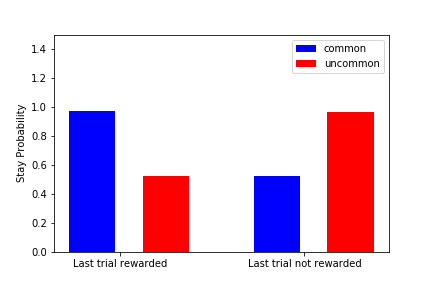 1.4
1.2
1.0
0.8
0.6
0.4
0.2
0.0
Stay Probability
common
uncommon
Last trial rewarded
Last trial not rewarded